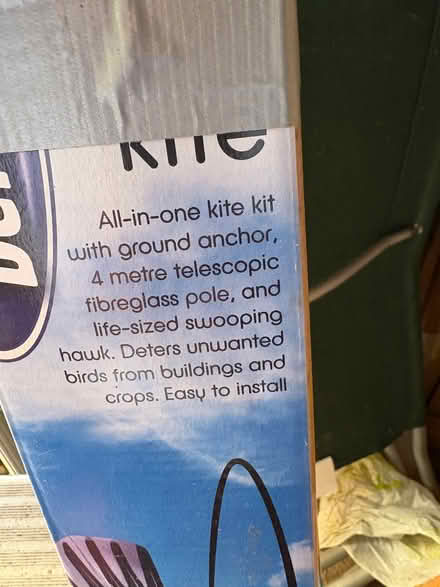 kite
All-in-one kite kit
with ground anchor,
4 metre telescopic
fibreglass pole, and
life-sized swooping
hawk. Deters unwanted
birds from buildings and
crops. Easy to install